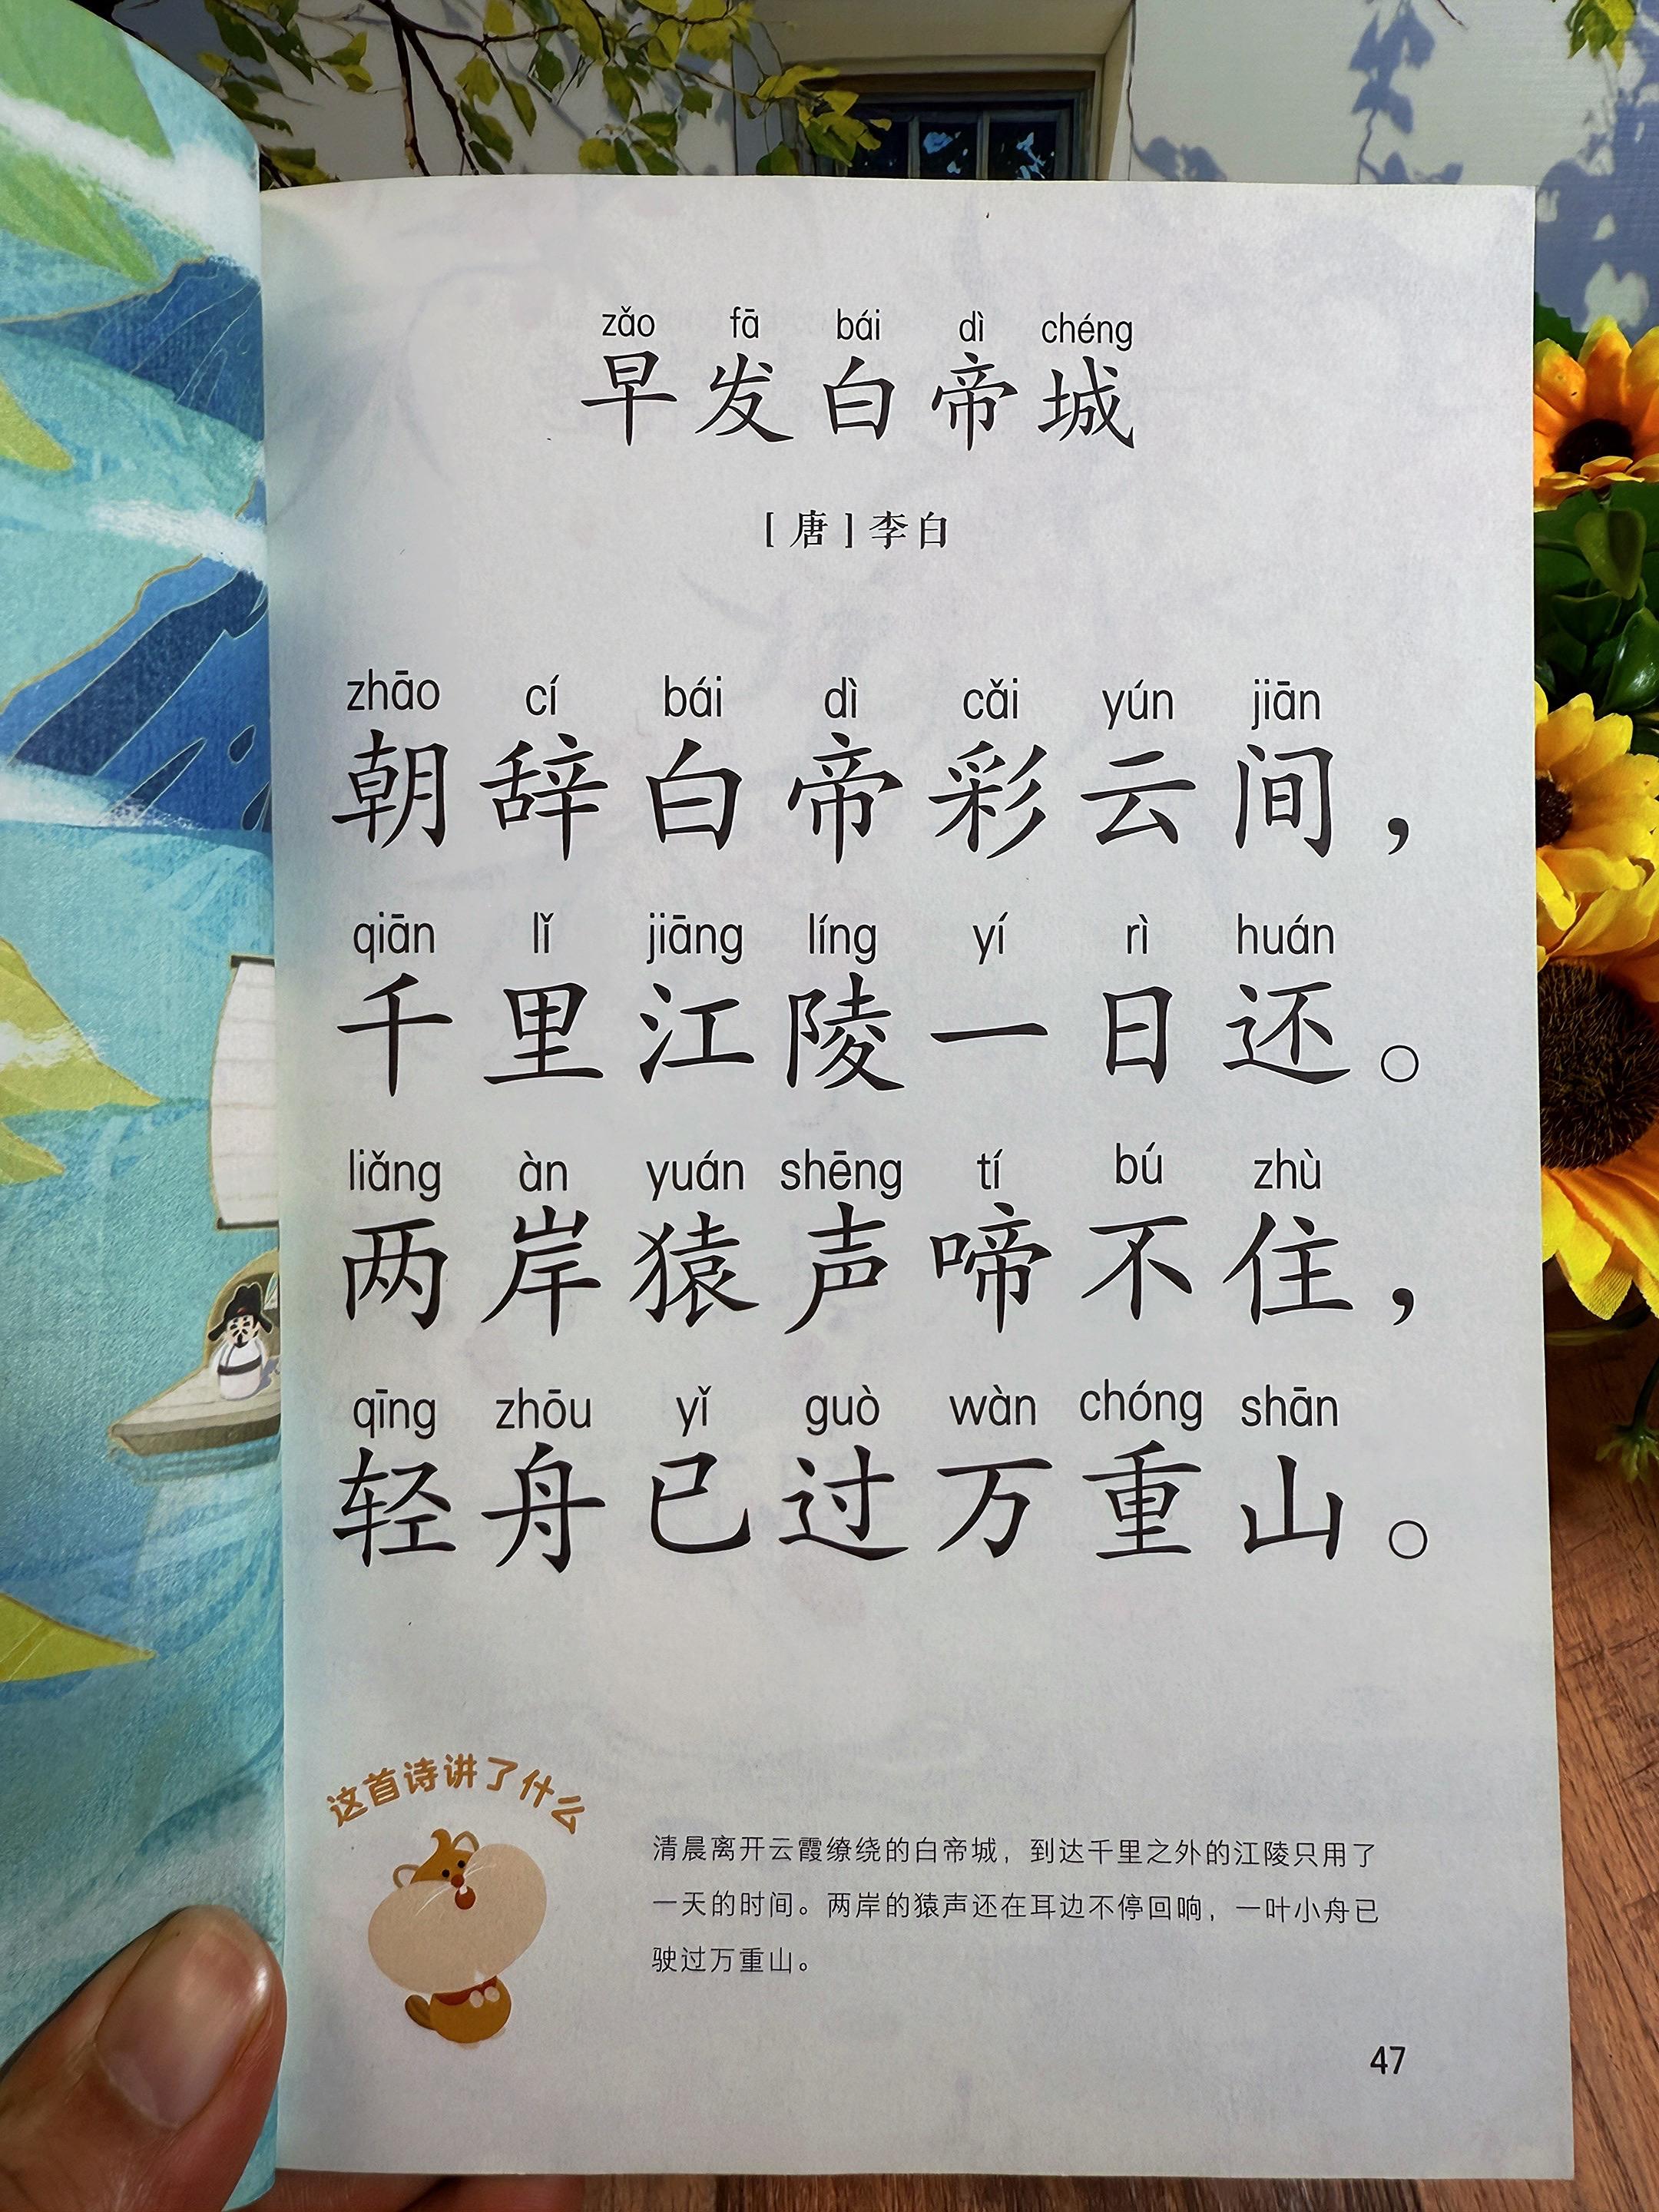 zǎo fā bái dì chéng
早发白帝城
[唐]李白
zhāo cí bái dì cǎi yún jiān
朝辞白帝彩云间，
qiān lǐ jiāng líng yí rì huán
千里江陵一日还。
liǎng àn yuán shēng tí bú zhù
两岸猿声啼不住，
qīng zhōu yǐ guò wàn chóng shān
轻舟已过万重山。
这首诗讲了什么
清晨离开云霞缭绕的白帝城，到达千里之外的江陵只用了
一天的时间。两岸的猿声还在耳边不停回响，一叶小舟已
驶过万重山。
47